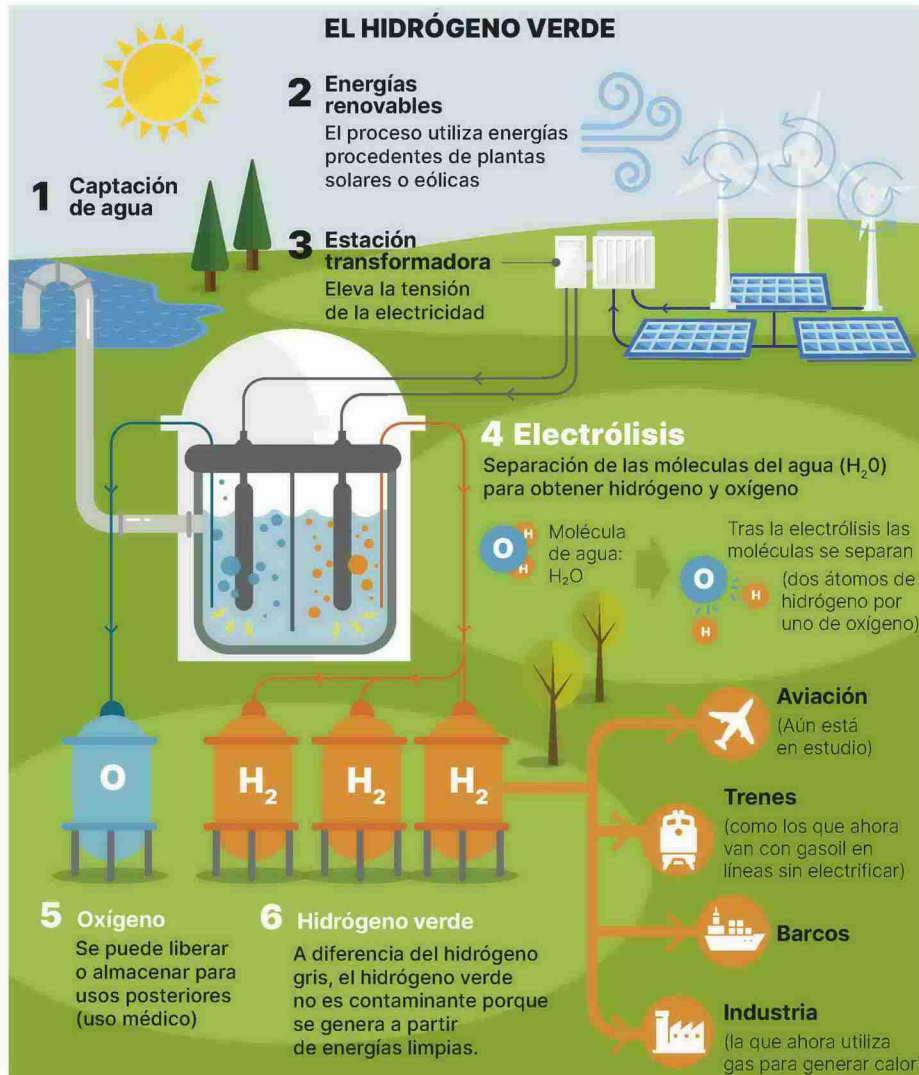 EL HIDRÓGENO VERDE
1 Captación
de agua
2 Energías
renovables
El proceso utiliza energías
procedentes de plantas
solares o eólicas
3 Estación
transformadora
Eleva la tensión
de la electricidad
4 Electrólisis
Separación de las móleculas del agua (H₂0)
para obtener hidrógeno y oxígeno
O H H
Molécula
de agua:
H₂O
Tras la electrólisis las
moléculas se separan
O H H
(dos átomos de
hidrógeno por
uno de oxígeno)
O
H₂
H₂
H₂
5 Oxígeno
Se puede liberar
o almacenar para
usos posteriores
(uso médico)
6 Hidrógeno verde
A diferencia del hidrógeno
gris, el hidrógeno verde
no es contaminante porque
se genera a partir
de energías limpias.
Aviación
(Aún está
en estudio)
Trenes
(como los que ahora
van con gasoil en
líneas sin electrificar)
Barcos
Industria
(la que ahora utiliza
gas para generar calor